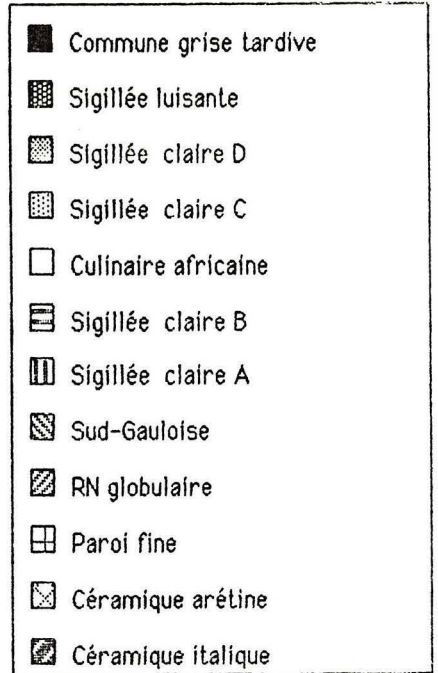 Commune grise tardive
Sigillée luisante
Sigillée claire D
Sigillée claire C
Culinaire africaine
Sigillée claire B
Sigillée claire A
Sud-Gauloise
RN globulaire
Paroi fine
Céramique arétine
Céramique italique